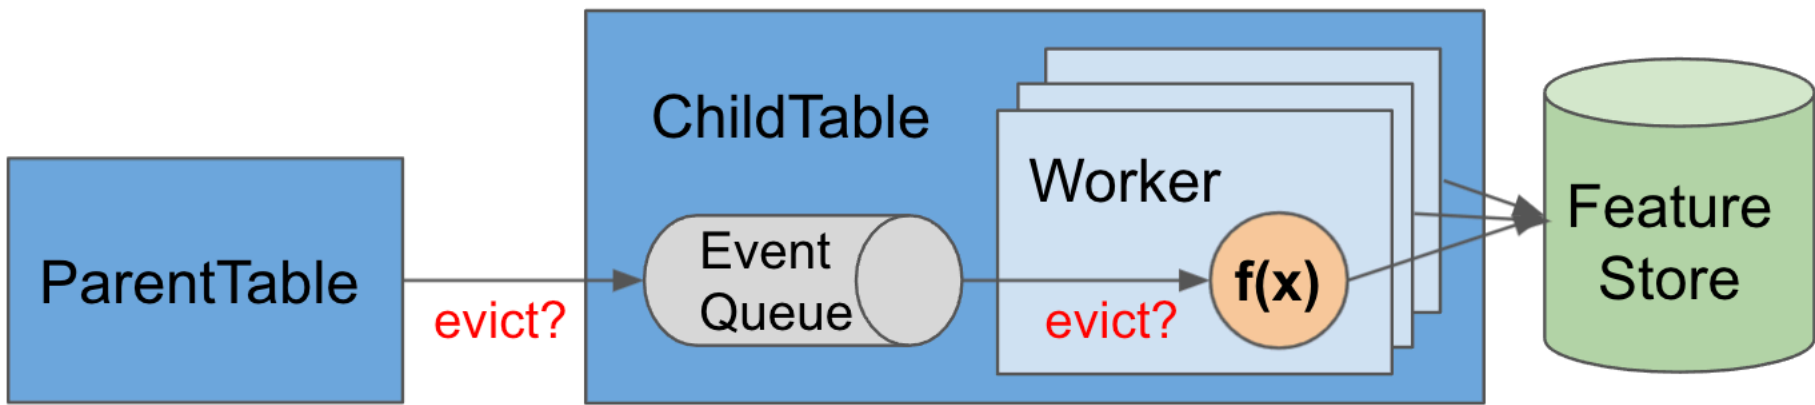 ParentTable
evict?
ChildTable
Event
Queue
evict?
Worker
f(x)
Feature
Store